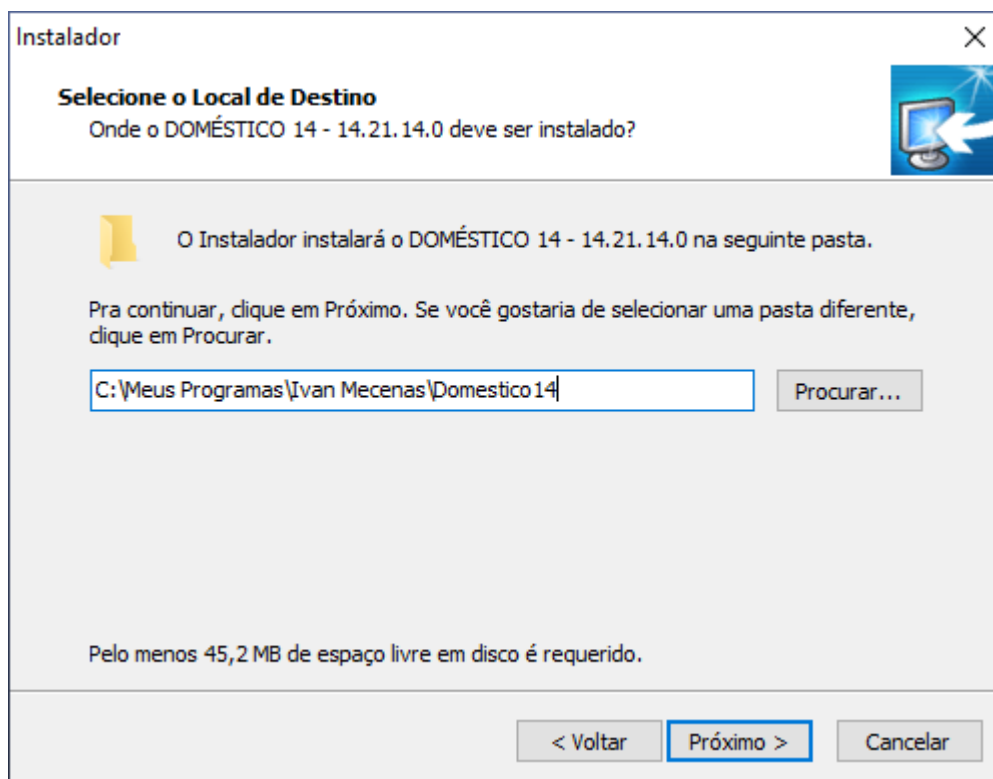 Instalador
Selecione o Local de Destino
Onde o DOMÉSTICO 14 - 14.21.14.0 deve ser instalado?
O Instalador instalará o DOMÉSTICO 14 - 14.21.14.0 na seguinte pasta.
Pra continuar, clique em Próximo. Se você gostaria de selecionar uma pasta diferente,
clique em Procurar.
C:\Meus Programas\Ivan Mecenas\Domestico14
Procurar...
Pelo menos 45,2 MB de espaço livre em disco é requerido.
< Voltar
Próximo >
Cancelar